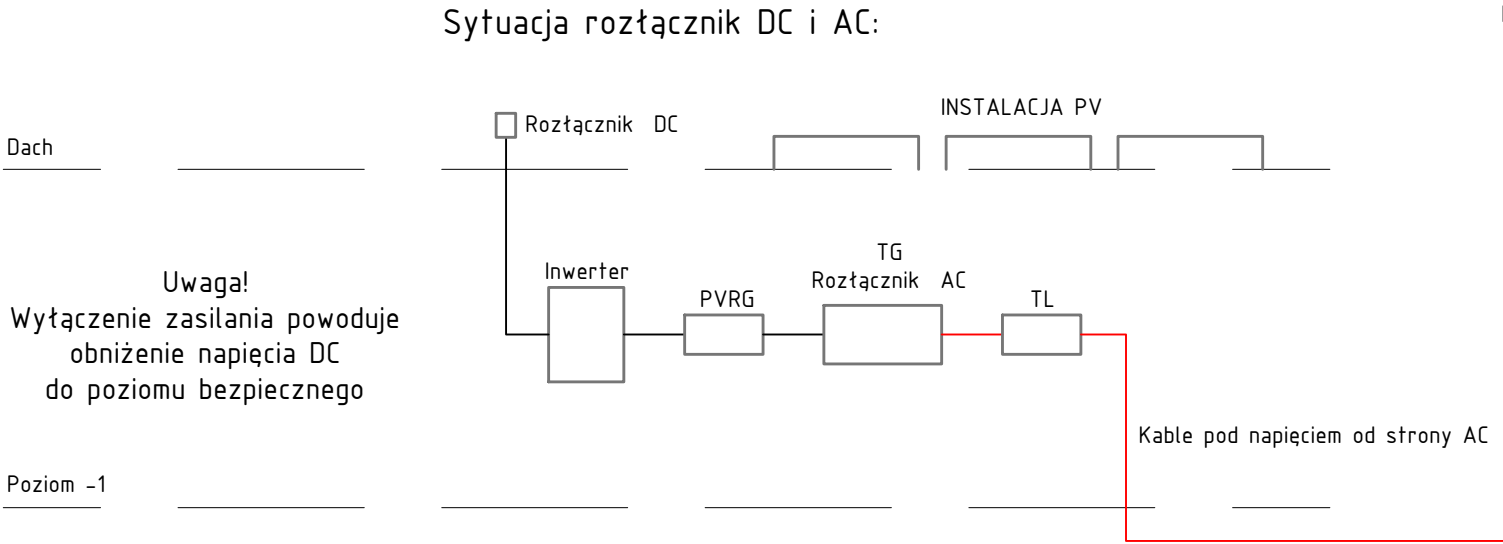 Sytuacja rozłącznik DC i AC:
INSTALACJA PV
Rozłącznik DC
Dach
TG
Rozłącznik AC
Inwerter
PVRG
TL
Uwaga!
Wyłączenie zasilania powoduje
obniżenie napięcia DC
do poziomu bezpiecznego
Kable pod napięciem od strony AC
Poziom -1